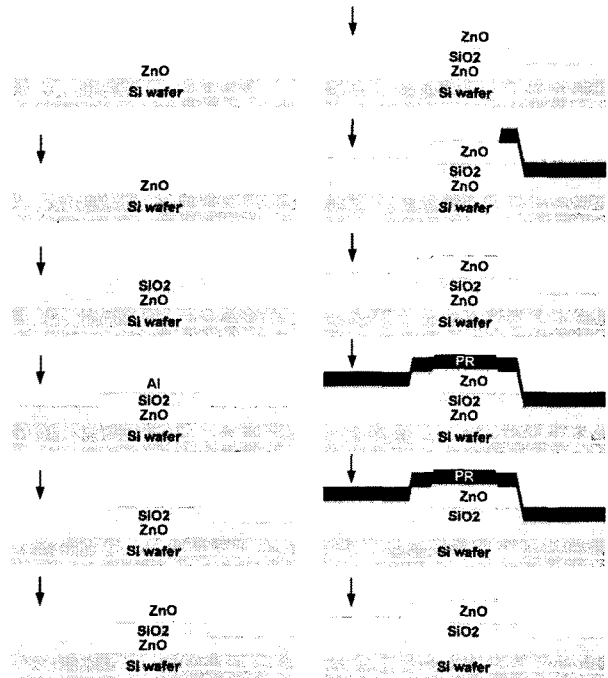 ZnO
Si wafer
ZnO
Si wafer
SiO2
ZnO
Si wafer
Al
SiO2
ZnO
Si wafer
SiO2
ZnO
Si wafer
ZnO
SiO2
ZnO
Si wafer
ZnO
SiO2
ZnO
Si wafer
ZnO
SiO2
ZnO
Si wafer
ZnO
SiO2
ZnO
Si wafer
PR
ZnO
SiO2
ZnO
Si wafer
PR
ZnO
SiO2
Si wafer
ZnO
SiO2
Si wafer